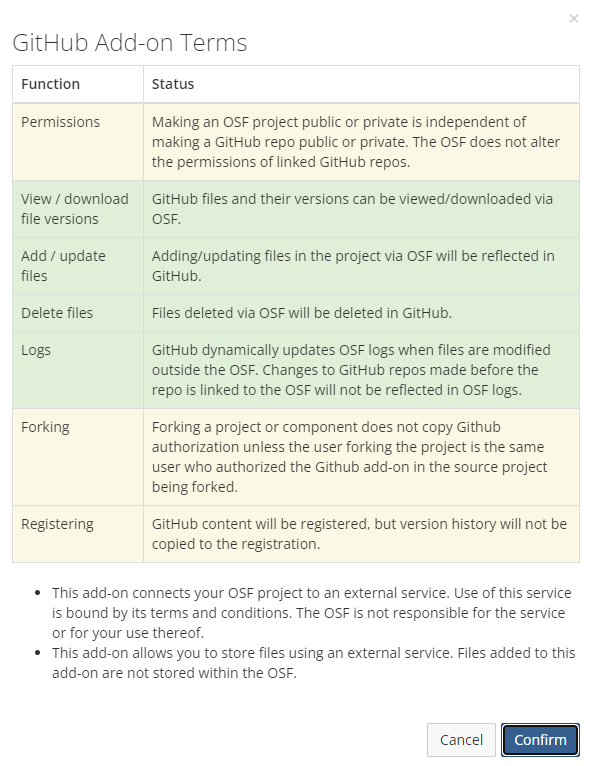 ×
GitHub Add-on Terms
Function
Status
Permissions
Making an OSF project public or private is independent of
making a GitHub repo public or private. The OSF does not alter
the permissions of linked GitHub repos.
View / download
file versions
GitHub files and their versions can be viewed/downloaded via
OSF.
Add / update
files
Adding/updating files in the project via OSF will be reflected in
GitHub.
Delete files
Files deleted via OSF will be deleted in GitHub.
Logs
GitHub dynamically updates OSF logs when files are modified
outside the OSF. Changes to GitHub repos made before the
repo is linked to the OSF will not be reflected in OSF logs.
Forking
Forking a project or component does not copy Github
authorization unless the user forking the project is the same
user who authorized the Github add-on in the source project
being forked.
Registering
GitHub content will be registered, but version history will not be
copied to the registration.
• This add-on connects your OSF project to an external service. Use of this service
is bound by its terms and conditions. The OSF is not responsible for the service
or for your use thereof.
• This add-on allows you to store files using an external service. Files added to this
add-on are not stored within the OSF.
Cancel
Confirm